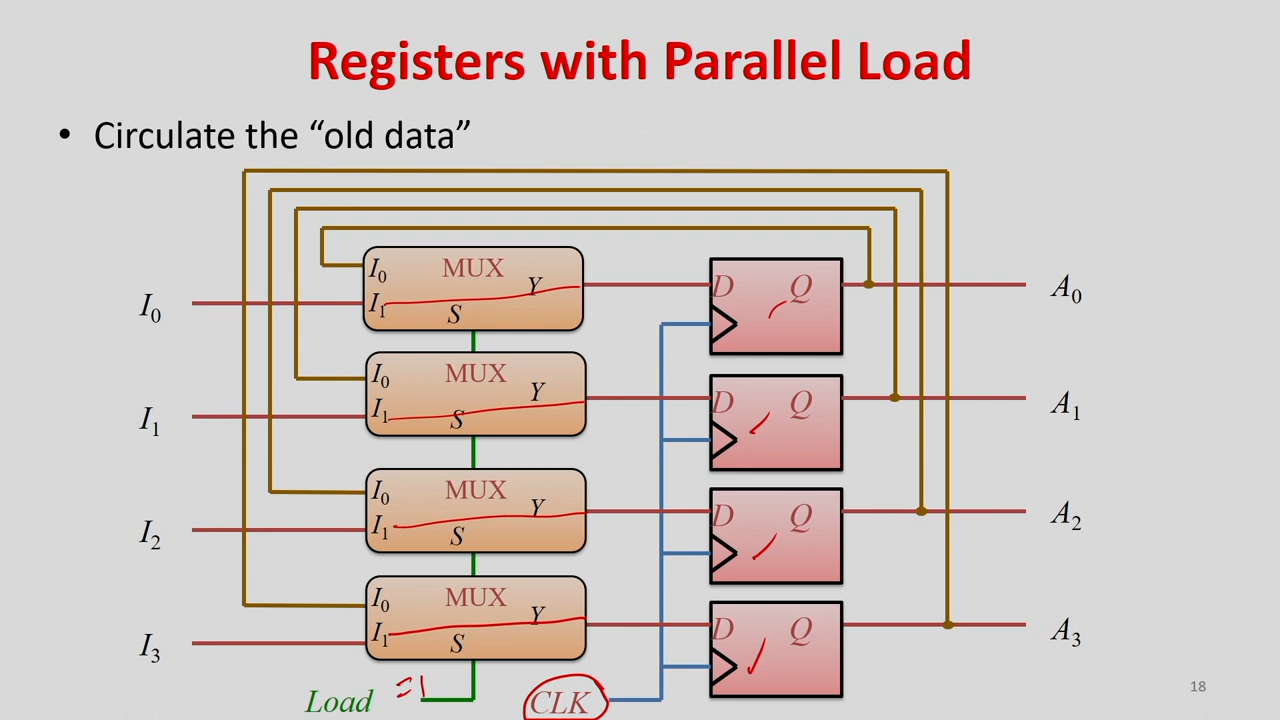 Registers with Parallel Load
• Circulate the “old data”
I0 MUX Y I1 S D Q
I0 A0
I0 MUX Y I1 S D Q
I1 A1
I0 MUX Y I1 S D Q
I2 A2
I0 MUX Y I1 S D Q
I3 A3
Load =1 CLK
18